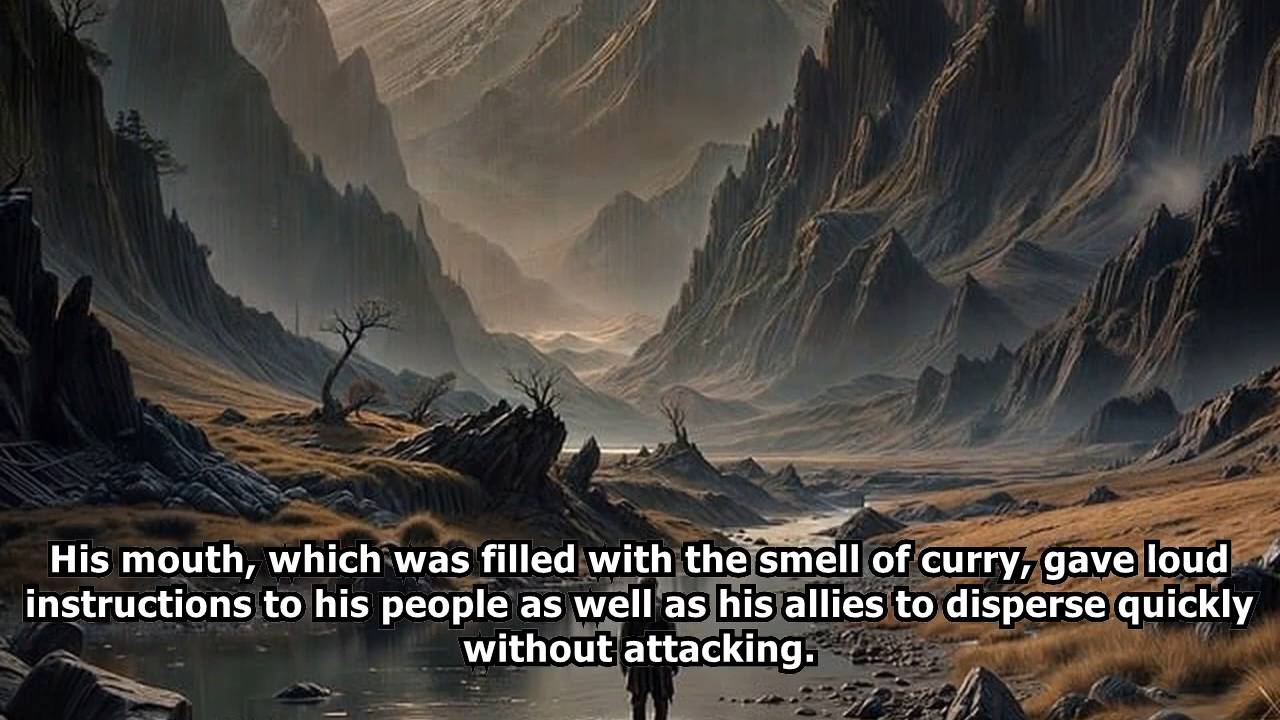 His mouth, which was filled with the smell of curry, gave loud
instructions to his people as well as his allies to disperse quickly
without attacking.